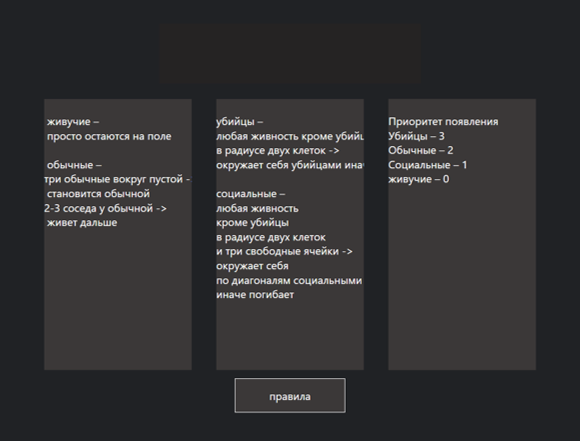 живучие –
просто остаются на поле
обычные –
три обычные вокруг пустой -
становится обычной
2-3 соседа у обычной ->
живет дальше
убийцы –
любая живность кроме убийц
в радиусе двух клеток ->
окружает себя убийцами ина
социальные –
любая живность
кроме убийцы
в радиусе двух клеток
и три свободные ячейки ->
окружает себя
по диагоналям социальными
иначе погибает
Приоритет появления
Убийцы – 3
Обычные – 2
Социальные – 1
живучие – 0
правила